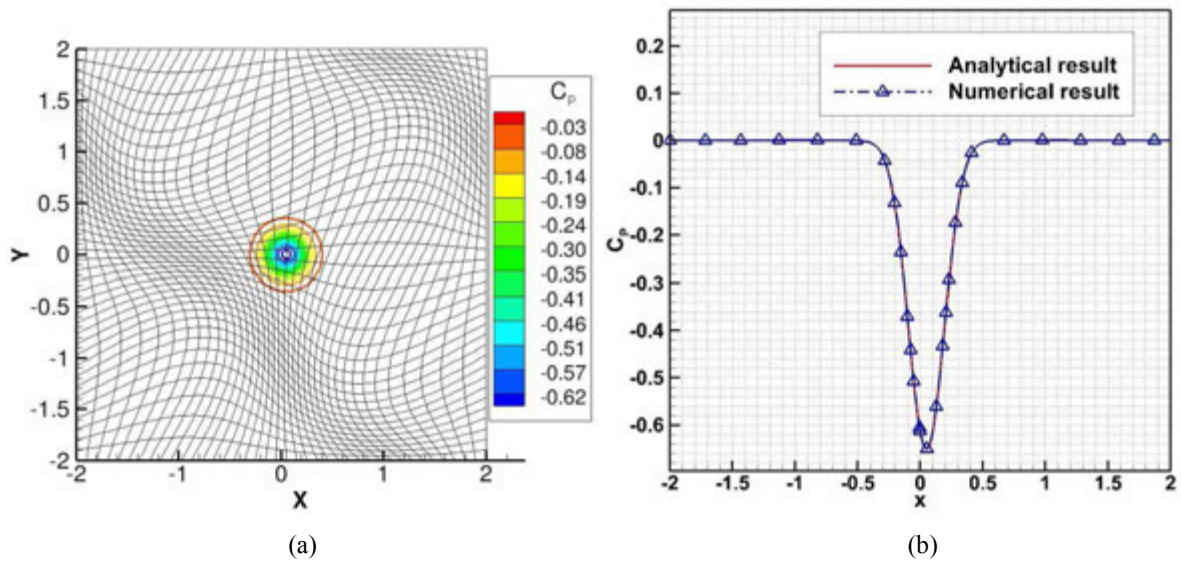 2
1.5
1
0.5
0
-0.5
-1
-1.5
-2
Y
-2 -1 0 1 2
X
Cp
-0.03
-0.08
-0.14
-0.19
-0.24
-0.30
-0.35
-0.41
-0.46
-0.51
-0.57
-0.62
(a)
0.2
0.1
0
-0.1
-0.2
-0.3
-0.4
-0.5
-0.6
Cp
Analytical result
Numerical result
-2 -1.5 -1 -0.5 0 0.5 1 1.5 2
x
(b)